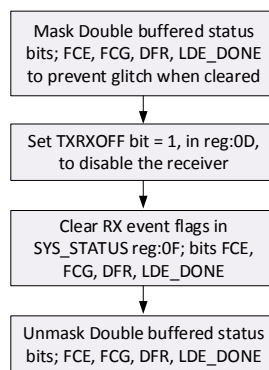 Mask Double buffered status
bits; FCE, FCG, DFR, LDE_DONE
to prevent glitch when cleared
Set TXRXOFF bit = 1, in reg:0D,
to disable the receiver
Clear RX event flags in
SYS_STATUS reg:0F; bits FCE,
FCG, DFR, LDE_DONE
Unmask Double buffered status
bits; FCE, FCG, DFR, LDE_DONE